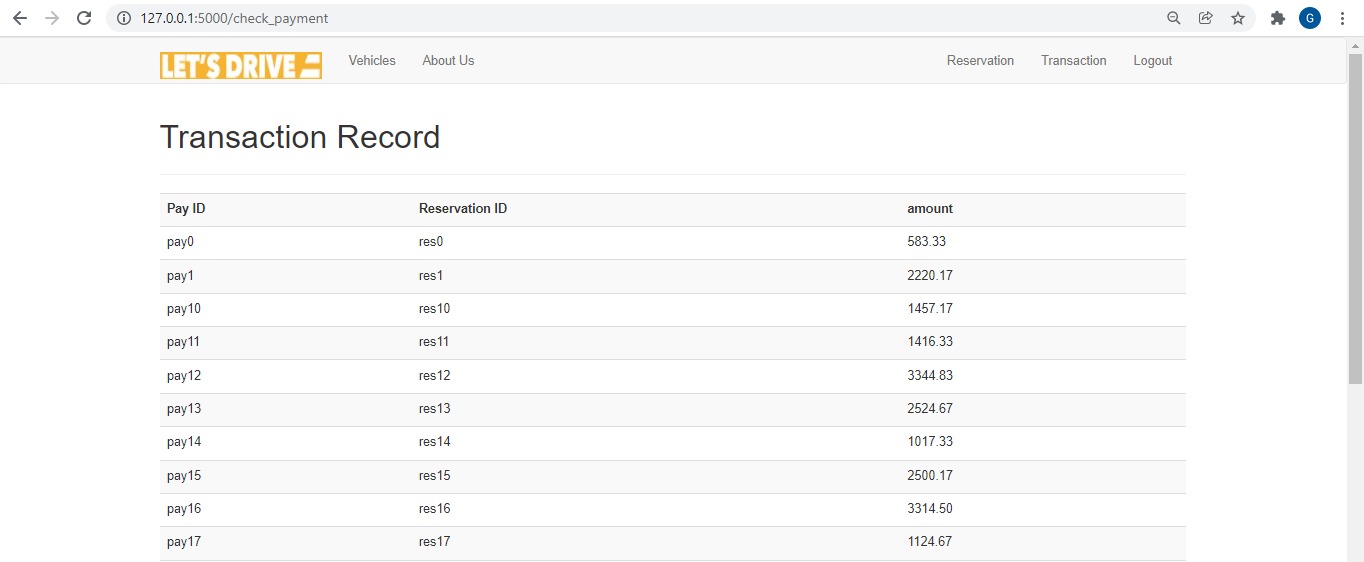 127.0.0.1:5000/check_payment
G
LET'S DRIVE Vehicles About Us Reservation Transaction Logout
Transaction Record
Pay ID Reservation ID amount
pay0 res0 583.33
pay1 res1 2220.17
pay10 res10 1457.17
pay11 res11 1416.33
pay12 res12 3344.83
pay13 res13 2524.67
pay14 res14 1017.33
pay15 res15 2500.17
pay16 res16 3314.50
pay17 res17 1124.67